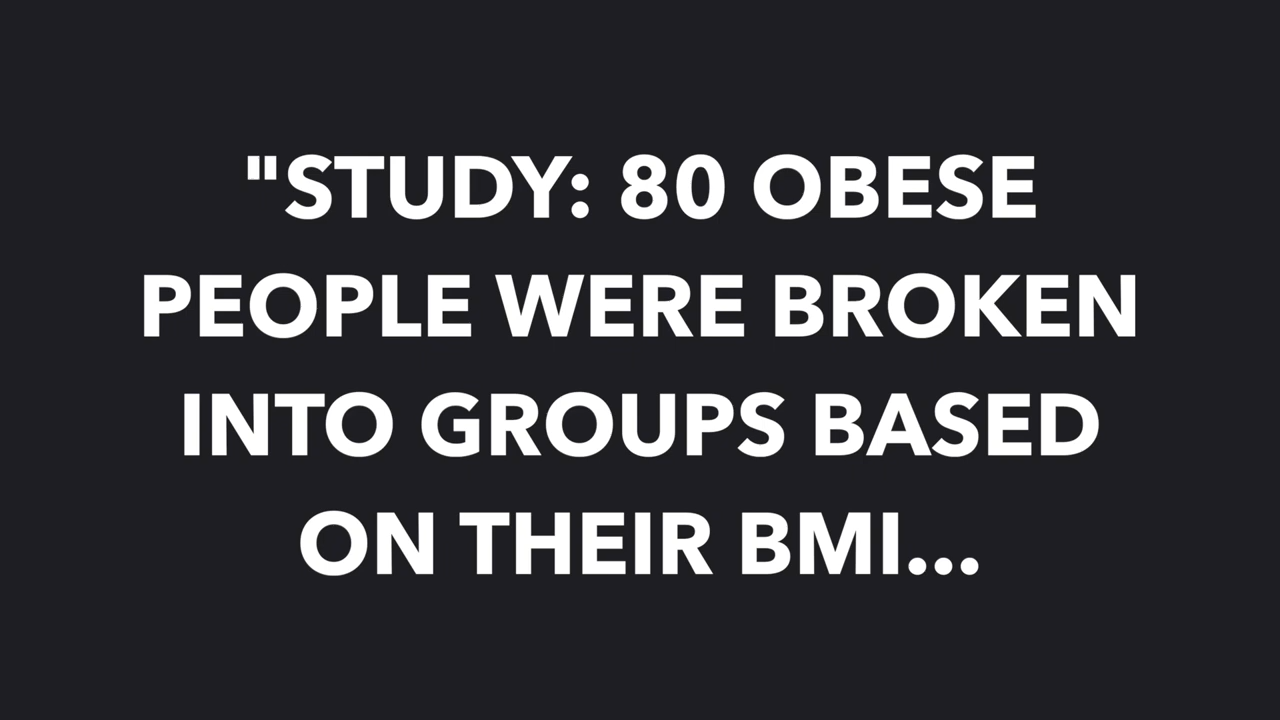 "STUDY: 80 OBESE
PEOPLE WERE BROKEN
INTO GROUPS BASED
ON THEIR BMI...